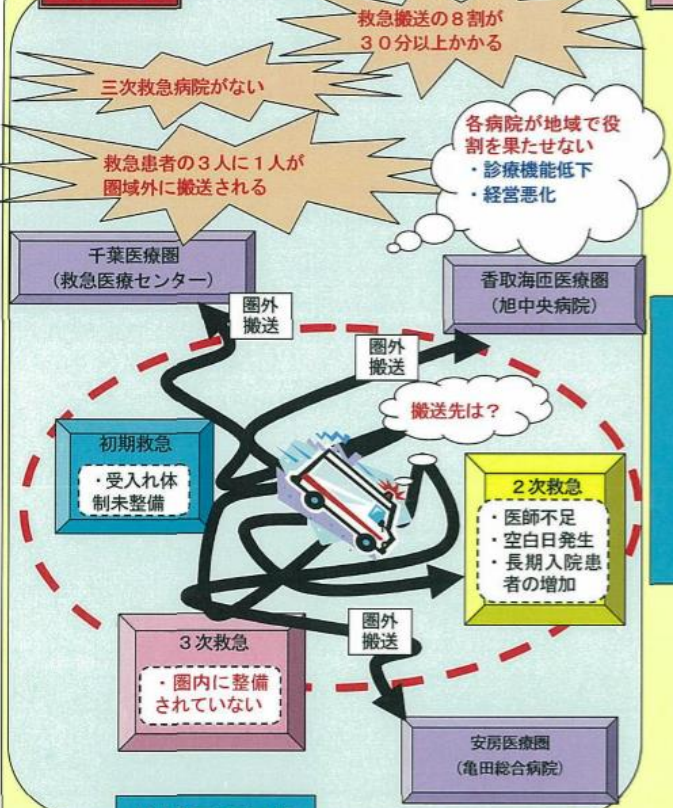 救急搬送の８割が
３０分以上かかる
三次救急病院がない
救急患者の３人に１人が
圏域外に搬送される
各病院が地域で役
割を果たせない
・診療機能低下
・経営悪化
千葉医療圏
（救急医療センター）
香取海匝医療圏
（旭中央病院）
圏外
搬送
圏外
搬送
搬送先は？
初期救急
・受入れ体
制未整備
２次救急
・医師不足
・空白日発生
・長期入院患
者の増加
３次救急
・圏内に整備
されていない
圏外
搬送
安房医療圏
（亀田総合病院）